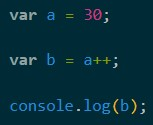 var a = 30;
var b = a++;
console.log(b);